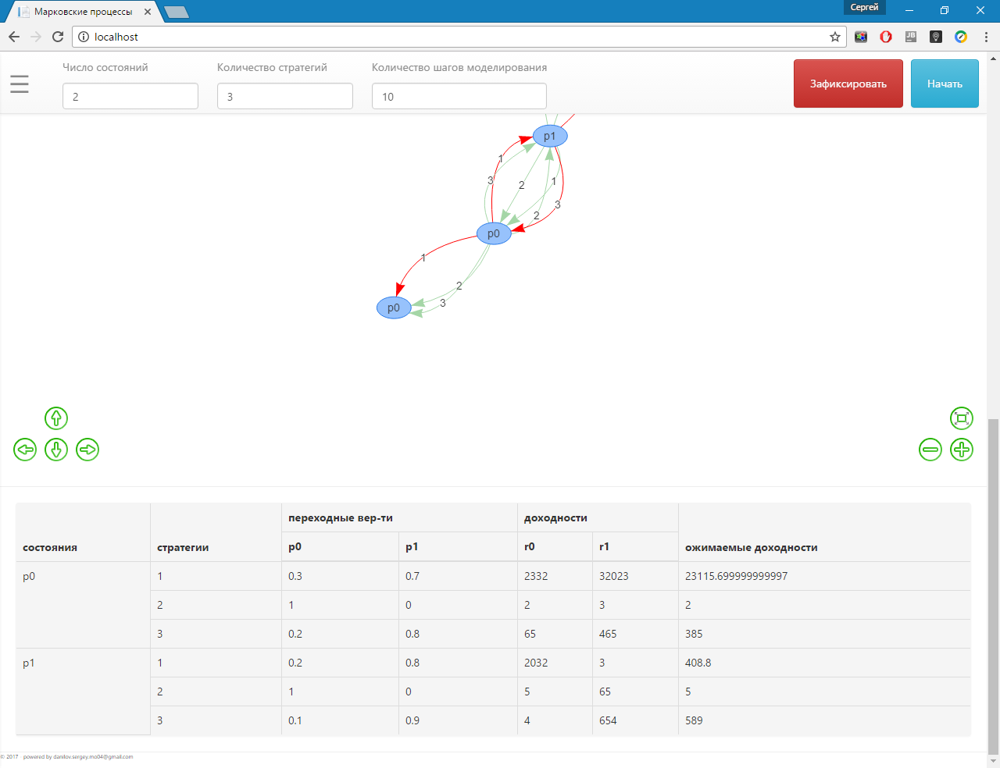 Марковские процессы
Сергей
localhost
Число состояний
Количество стратегий
Количество шагов моделирования
2
3
10
Зафиксировать
Начать
p1
1
3
2
1
3
2
p0
1
2
3
p0
состояния
стратегии
переходные вер-ти
доходности
ожимаемые доходности
p0
p1
r0
r1
p0
1
0.3
0.7
2332
32023
23115.699999999997
2
1
0
2
3
2
3
0.2
0.8
65
465
385
p1
1
0.2
0.8
2032
3
408.8
2
1
0
5
65
5
3
0.1
0.9
4
654
589
© 2017 · powered by danilov.sergey.mo04@gmail.com